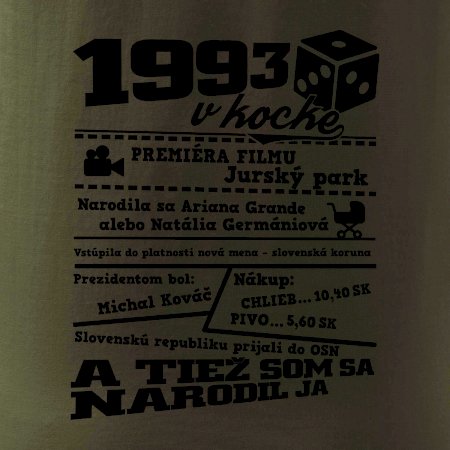 1993
v kocke
PREMIÉRA FILMU
Jurský park
Narodila sa Ariana Grande
alebo Natália Germániová
Vstúpila do platnosti nová mena - slovenská koruna
Prezidentom bol:
Michal Kováč
Nákup:
CHLIEB... 10,40 SK
PIVO... 5,60 SK
Slovenskú republiku prijali do OSN
A TIEŽ SOM SA
NARODIL JA